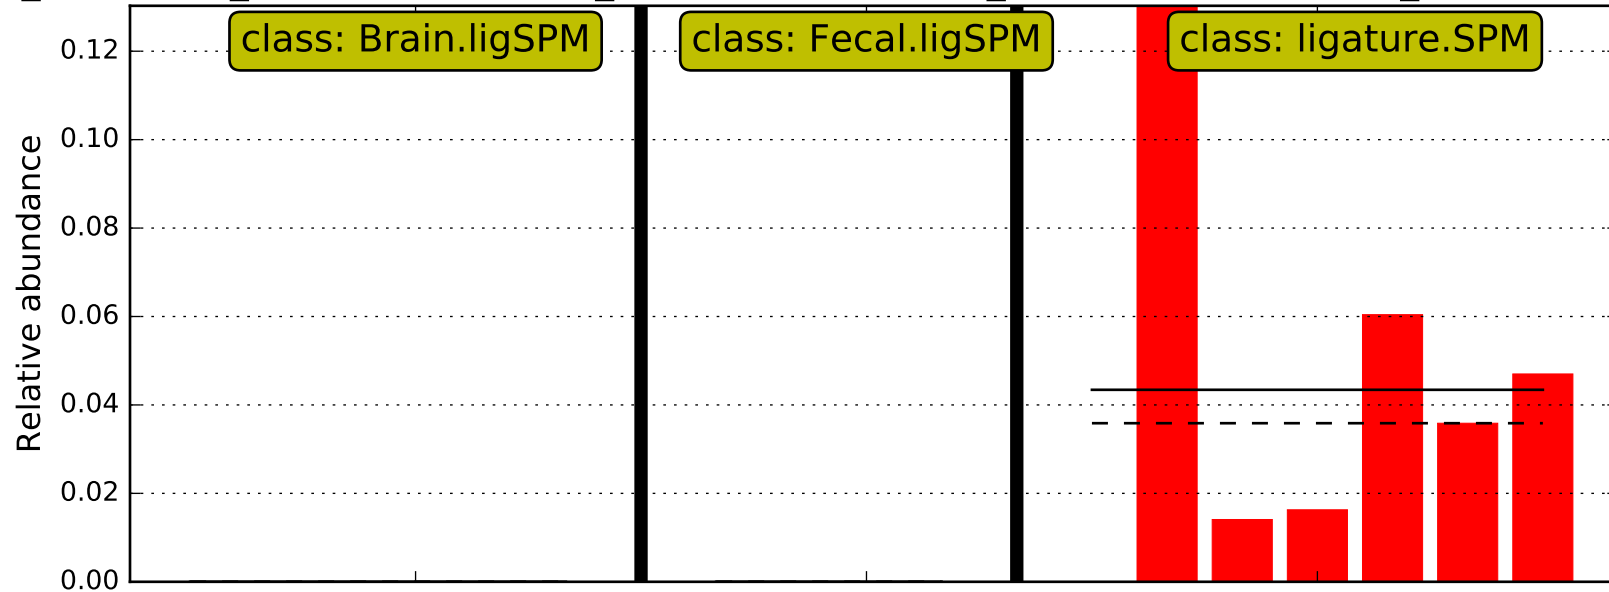 class: Brain.ligSPM
class: Fecal.ligSPM
class: ligature.SPM
Relative abundance
0.12
0.10
0.08
0.06
0.04
0.02
0.00